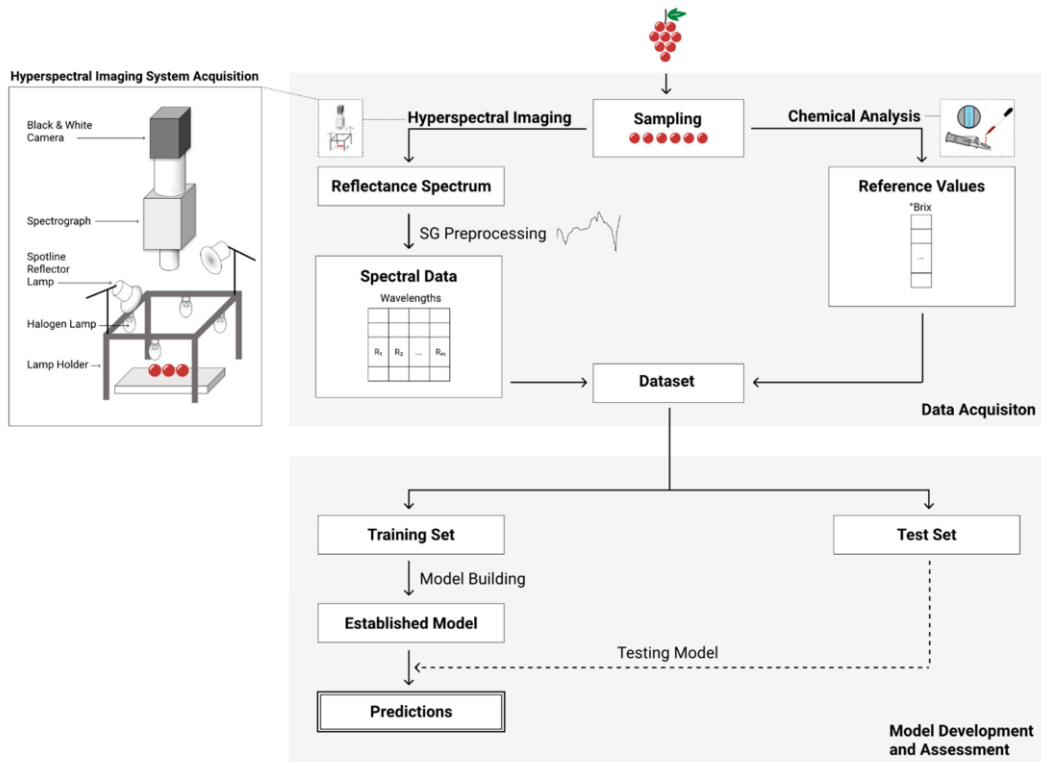 Hyperspectral Imaging System Acquisition
Black & White
Camera
Spectrograph
Spotline
Reflector
Lamp
Halogen Lamp
Lamp Holder
Hyperspectral Imaging
Sampling
Chemical Analysis
Reflectance Spectrum
Reference Values
°Brix
...
SG Preprocessing
Spectral Data
Wavelengths
R₁ R₂ ... Rₘ
Dataset
Data Acquisiton
Training Set
Test Set
Model Building
Established Model
Testing Model
Predictions
Model Development
and Assessment